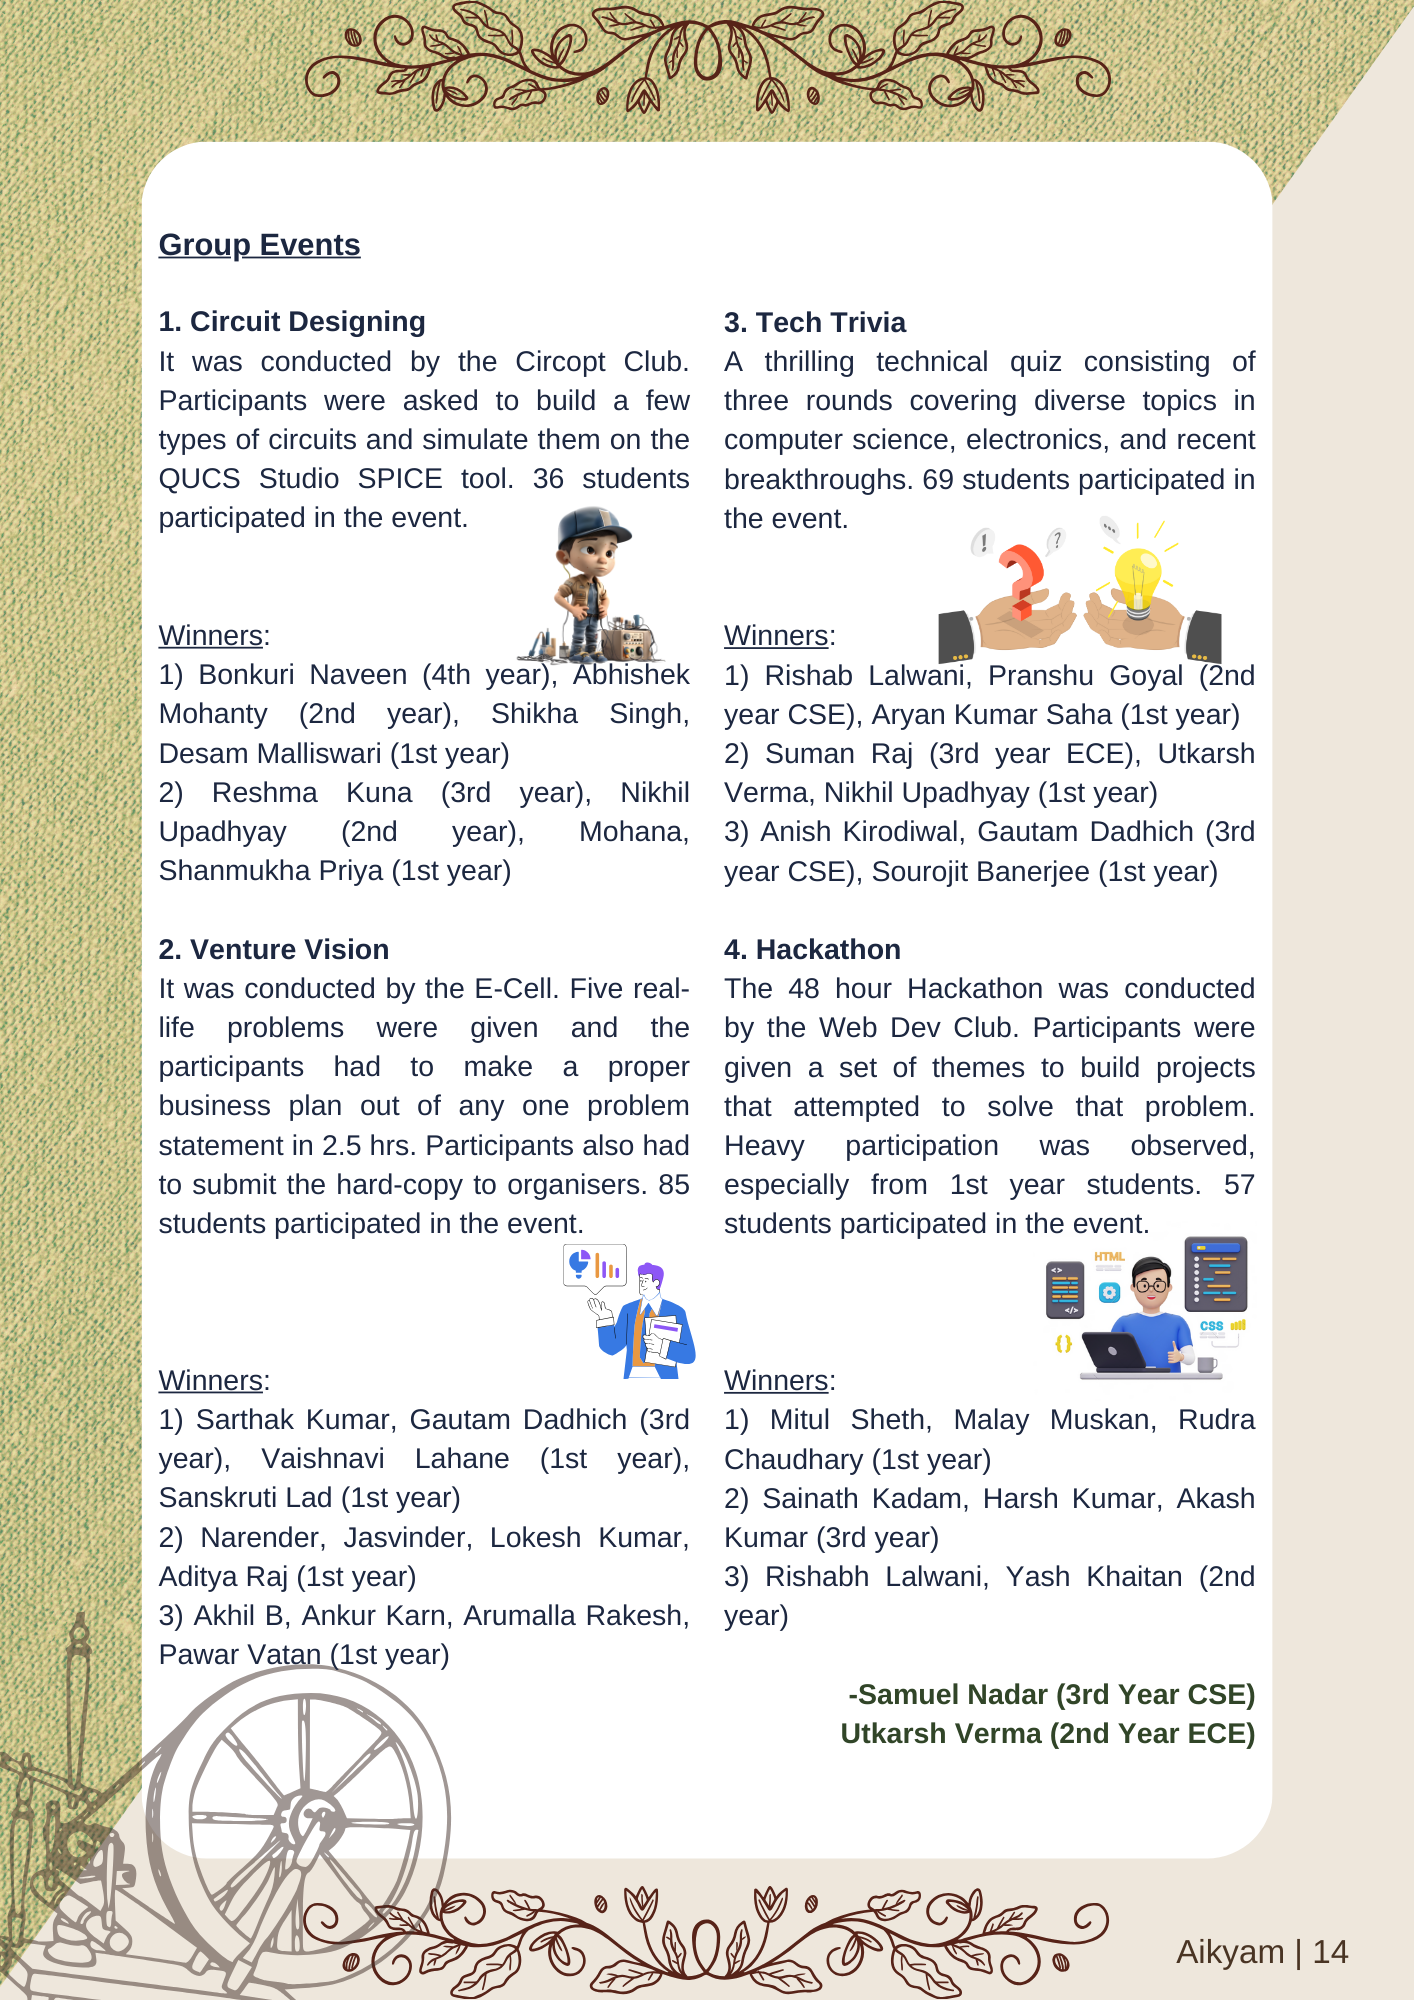 Group Events
1. Circuit Designing
It was conducted by the Circopt Club.
Participants were asked to build a few
types of circuits and simulate them on the
QUCS Studio SPICE tool. 36 students
participated in the event.
Winners:
1) Bonkuri Naveen (4th year), Abhishek
Mohanty (2nd year), Shikha Singh,
Desam Malliswari (1st year)
2) Reshma Kuna (3rd year), Nikhil
Upadhyay (2nd year), Mohana,
Shanmukha Priya (1st year)
2. Venture Vision
It was conducted by the E-Cell. Five real-
life problems were given and the
participants had to make a proper
business plan out of any one problem
statement in 2.5 hrs. Participants also had
to submit the hard-copy to organisers. 85
students participated in the event.
Winners:
1) Sarthak Kumar, Gautam Dadhich (3rd
year), Vaishnavi Lahane (1st year),
Sanskruti Lad (1st year)
2) Narender, Jasvinder, Lokesh Kumar,
Aditya Raj (1st year)
3) Akhil B, Ankur Karn, Arumalla Rakesh,
Pawar Vatan (1st year)
3. Tech Trivia
A thrilling technical quiz consisting of
three rounds covering diverse topics in
computer science, electronics, and recent
breakthroughs. 69 students participated in
the event.
! ? ? ...
Winners:
1) Rishab Lalwani, Pranshu Goyal (2nd
year CSE), Aryan Kumar Saha (1st year)
2) Suman Raj (3rd year ECE), Utkarsh
Verma, Nikhil Upadhyay (1st year)
3) Anish Kirodiwal, Gautam Dadhich (3rd
year CSE), Sourojit Banerjee (1st year)
4. Hackathon
The 48 hour Hackathon was conducted
by the Web Dev Club. Participants were
given a set of themes to build projects
that attempted to solve that problem.
Heavy participation was observed,
especially from 1st year students. 57
students participated in the event.
HTML
<>
</>
CSS
{}
Winners:
1) Mitul Sheth, Malay Muskan, Rudra
Chaudhary (1st year)
2) Sainath Kadam, Harsh Kumar, Akash
Kumar (3rd year)
3) Rishabh Lalwani, Yash Khaitan (2nd
year)
-Samuel Nadar (3rd Year CSE)
Utkarsh Verma (2nd Year ECE)
Aikyam | 14